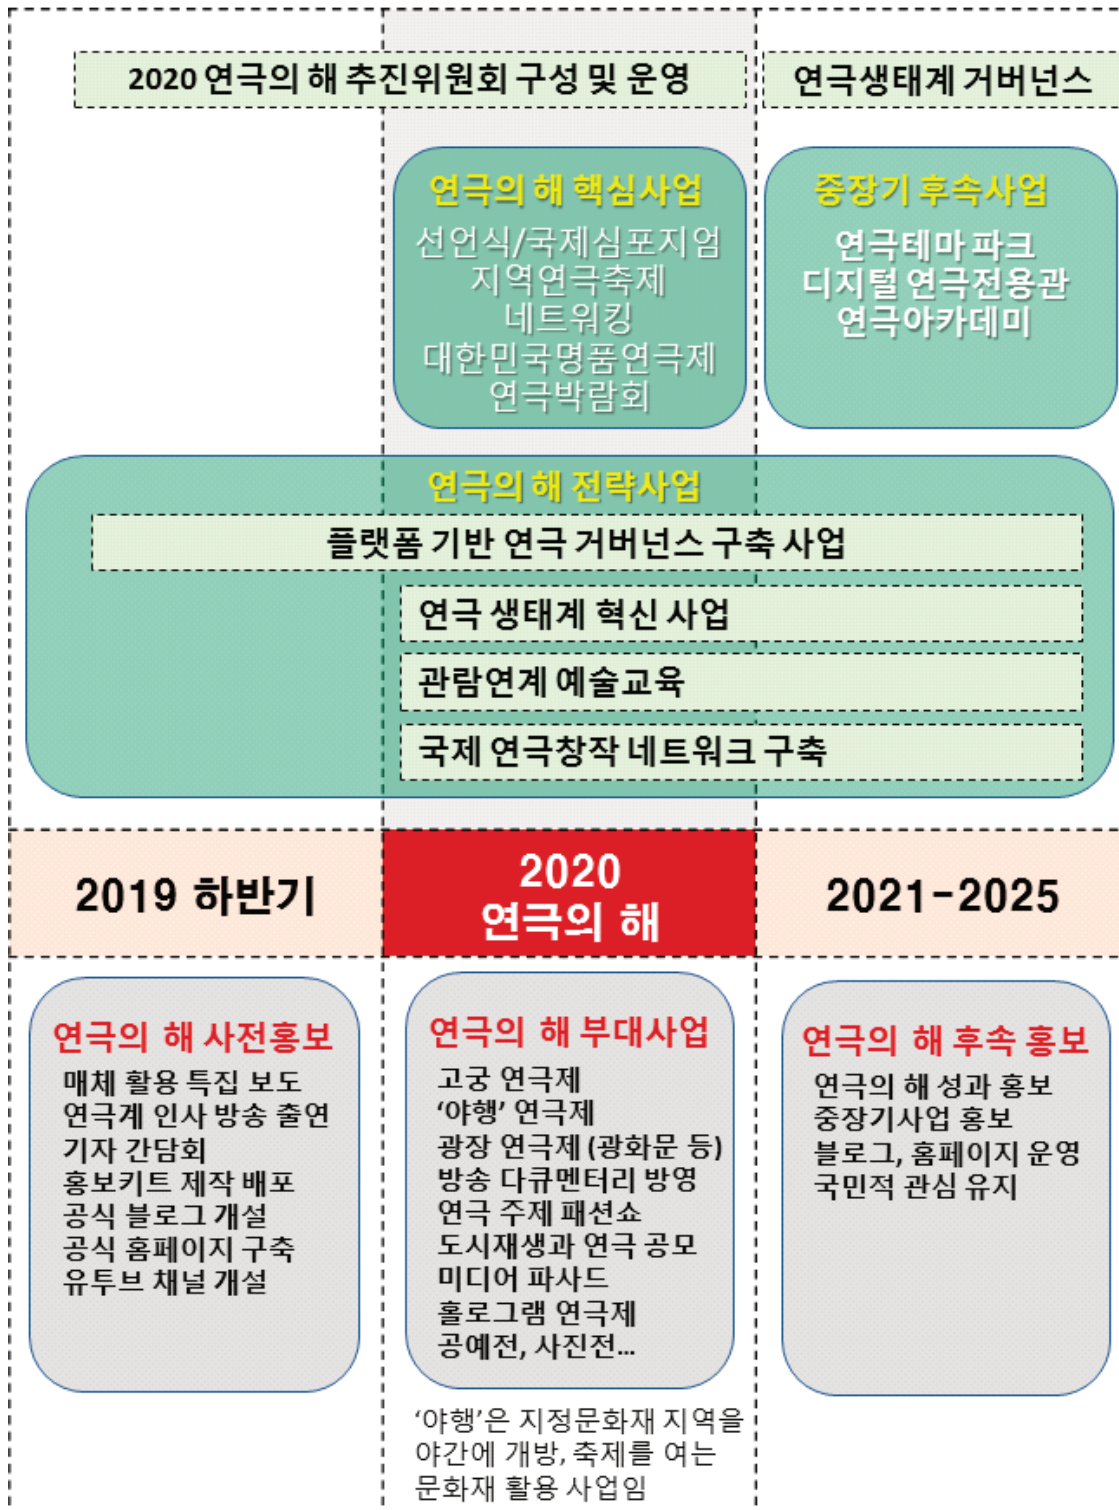 2020 연극의 해 추진위원회 구성 및 운영
연극생태계 거버넌스
연극의 해 핵심사업
선언식/국제심포지엄
지역연극축제
네트워킹
대한민국명품연극제
연극박람회
중장기 후속사업
연극테마 파크
디지털 연극전용관
연극아카데미
연극의 해 전략사업
플랫폼 기반 연극 거버넌스 구축 사업
연극 생태계 혁신 사업
관람연계 예술교육
국제 연극창작 네트워크 구축
2019 하반기
2020
연극의 해
2021-2025
연극의 해 사전홍보
매체 활용 특집 보도
연극계 인사 방송 출연
기자 간담회
홍보키트 제작 배포
공식 블로그 개설
공식 홈페이지 구축
유투브 채널 개설
연극의 해 부대사업
고궁 연극제
‘야행’ 연극제
광장 연극제 (광화문 등)
방송 다큐멘터리 방영
연극 주제 패션쇼
도시재생과 연극 공모
미디어 파사드
홀로그램 연극제
공예전, 사진전...
연극의 해 후속 홍보
연극의 해 성과 홍보
중장기사업 홍보
블로그, 홈페이지 운영
국민적 관심 유지
‘야행’은 지정문화재 지역을
야간에 개방, 축제를 여는
문화재 활용 사업임